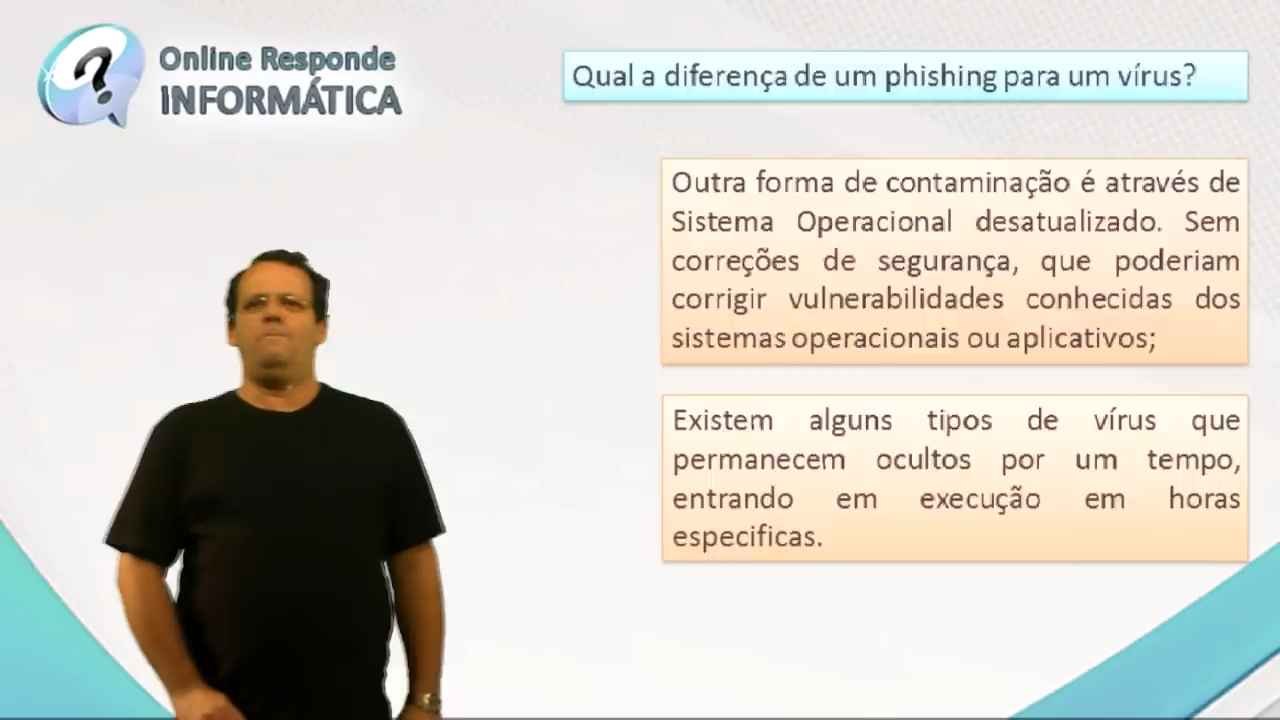 Online Responde
INFORMÁTICA
Qual a diferença de um phishing para um vírus?
Outra forma de contaminação é através de
Sistema Operacional desatualizado. Sem
correções de segurança, que poderiam
corrigir vulnerabilidades conhecidas dos
sistemas operacionais ou aplicativos;
Existem alguns tipos de vírus que
permanecem ocultos por um tempo,
entrando em execução em horas
especificas.